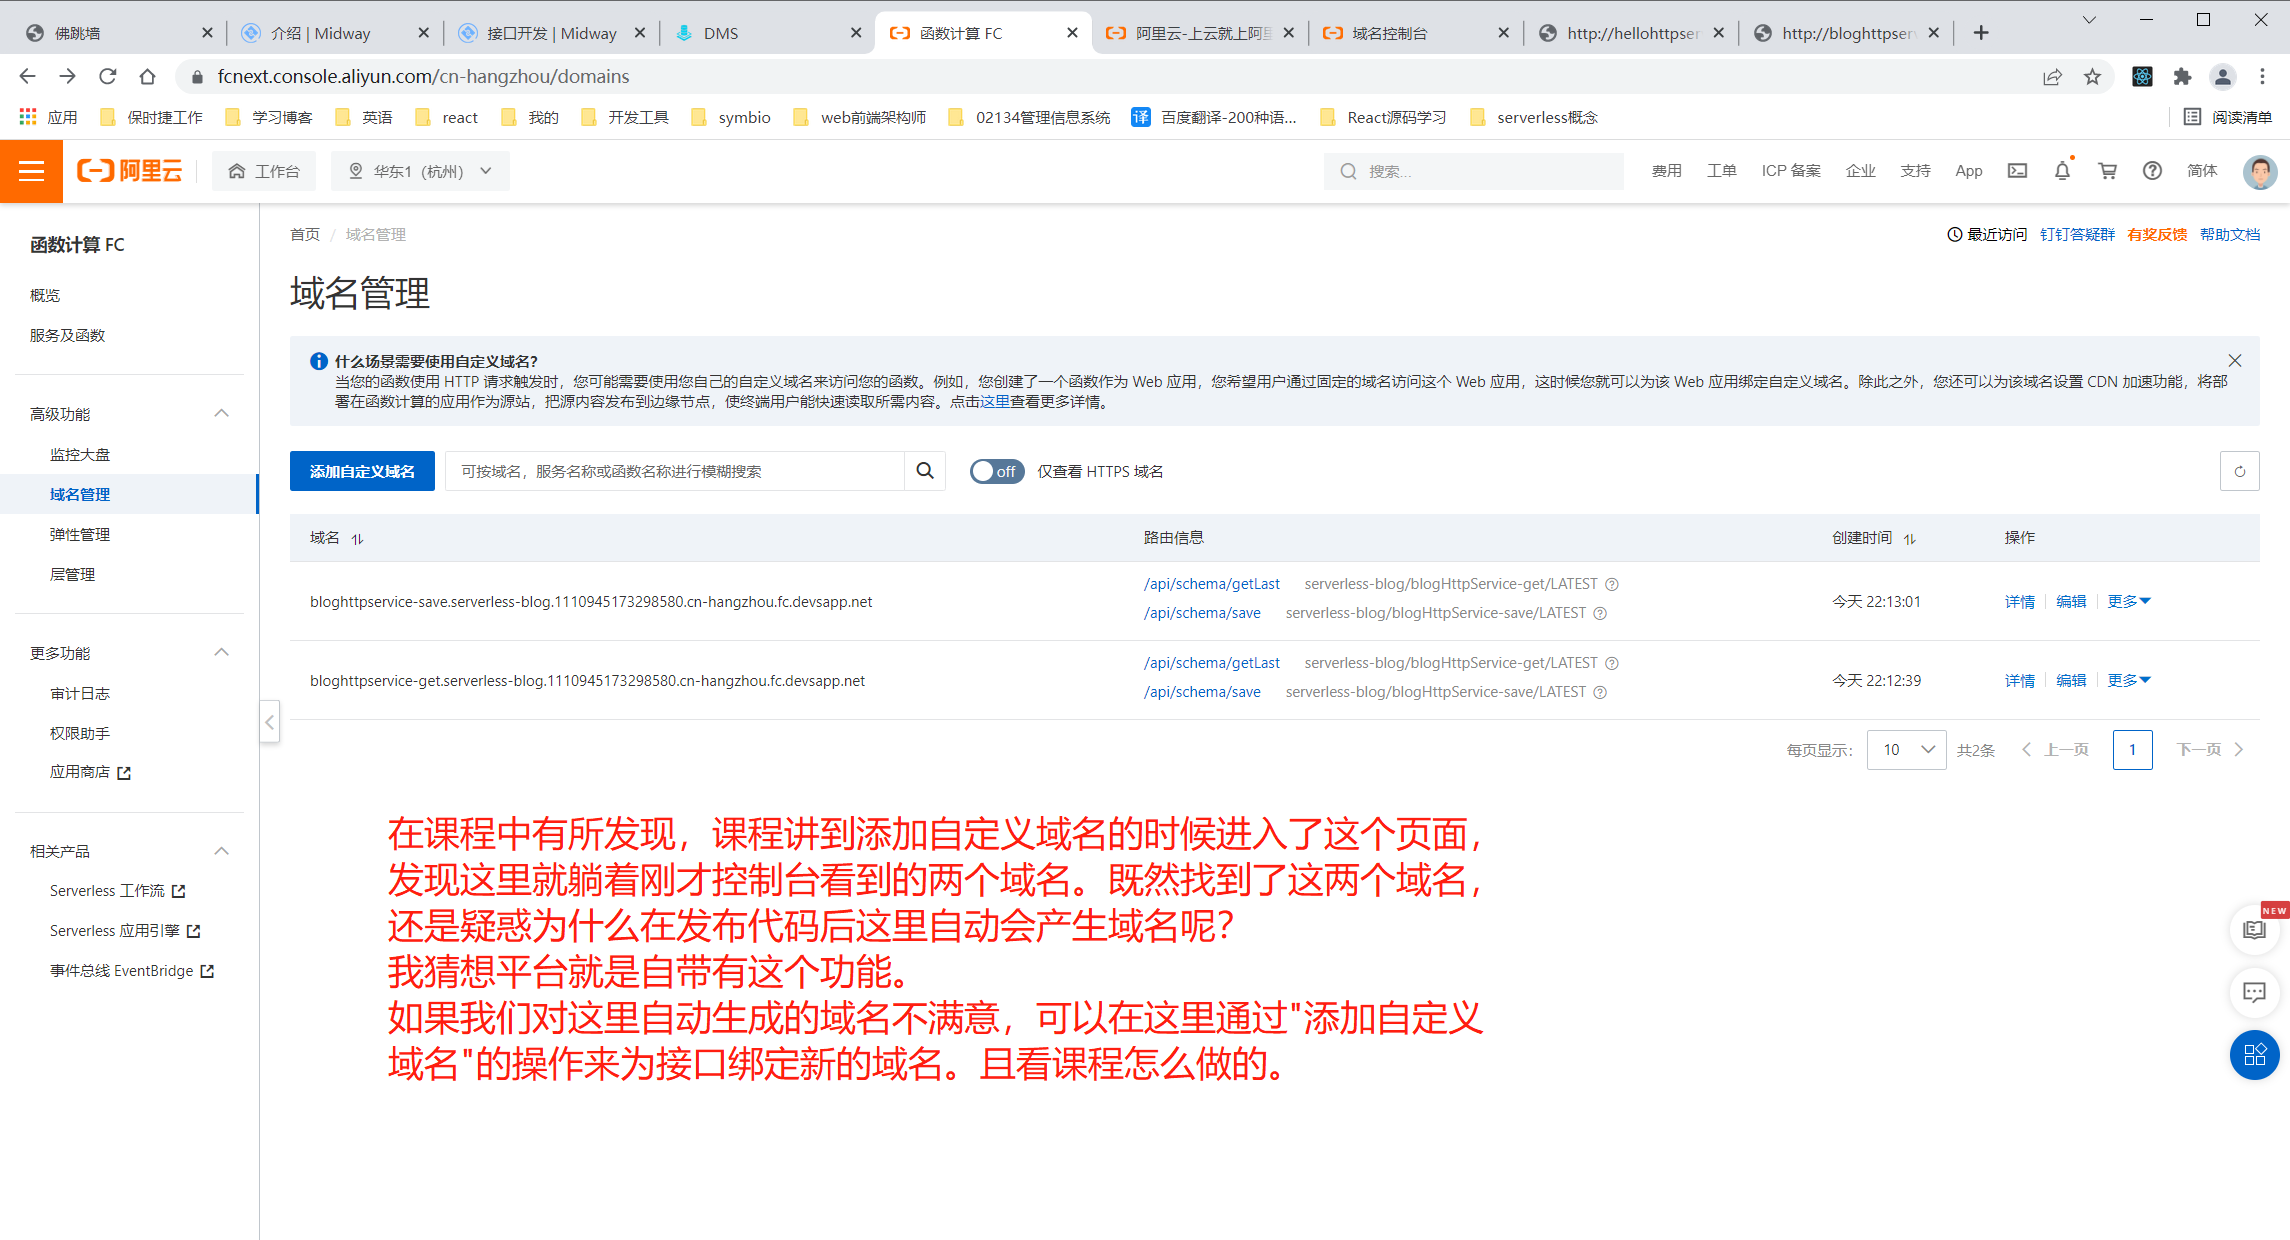 佛跳墙
介绍 | Midway
接口开发 | Midway
DMS
函数计算 FC
阿里云-上云就上阿里
域名控制台
http://hellohttpser
http://bloghttpserv
fcnext.console.aliyun.com/cn-hangzhou/domains
应用 保时捷工作 学习博客 英语 react 我的 开发工具 symbio web前端架构师 02134管理信息系统 译 百度翻译-200种语... React源码学习 serverless概念 阅读清单
阿里云 工作台 华东1（杭州） 搜索... 费用 工单 ICP 备案 企业 支持 App 简体
函数计算 FC
概览
服务及函数
高级功能
监控大盘
域名管理
弹性管理
层管理
更多功能
审计日志
权限助手
应用商店
相关产品
Serverless 工作流
Serverless 应用引擎
事件总线 EventBridge
首页 / 域名管理
最近访问 钉钉答疑群 有奖反馈 帮助文档
域名管理
什么场景需要使用自定义域名?
当您的函数使用 HTTP 请求触发时，您可能需要使用您自己的自定义域名来访问您的函数。例如，您创建了一个函数作为 Web 应用，您希望用户通过固定的域名访问这个 Web 应用，这时候您就可以为该 Web 应用绑定自定义域名。除此之外，您还可以为该域名设置 CDN 加速功能，将部
署在函数计算的应用作为源站，把源内容发布到边缘节点，使终端用户能快速读取所需内容。点击这里查看更多详情。
添加自定义域名 可按域名，服务名称或函数名称进行模糊搜索 off 仅查看 HTTPS 域名
域名 路由信息 创建时间 操作
bloghttpservice-save.serverless-blog.1110945173298580.cn-hangzhou.fc.devsapp.net
/api/schema/getLast serverless-blog/blogHttpService-get/LATEST
/api/schema/save serverless-blog/blogHttpService-save/LATEST
今天 22:13:01 详情 编辑 更多
bloghttpservice-get.serverless-blog.1110945173298580.cn-hangzhou.fc.devsapp.net
/api/schema/getLast serverless-blog/blogHttpService-get/LATEST
/api/schema/save serverless-blog/blogHttpService-save/LATEST
今天 22:12:39 详情 编辑 更多
每页显示: 10 共2条 上一页 1 下一页
在课程中有所发现，课程讲到添加自定义域名的时候进入了这个页面，
发现这里就躺着刚才控制台看到的两个域名。既然找到了这两个域名，
还是疑惑为什么在发布代码后这里自动会产生域名呢？
我猜想平台就是自带有这个功能。
如果我们对这里自动生成的域名不满意，可以在这里通过"添加自定义
域名"的操作来为接口绑定新的域名。且看课程怎么做的。
NEW